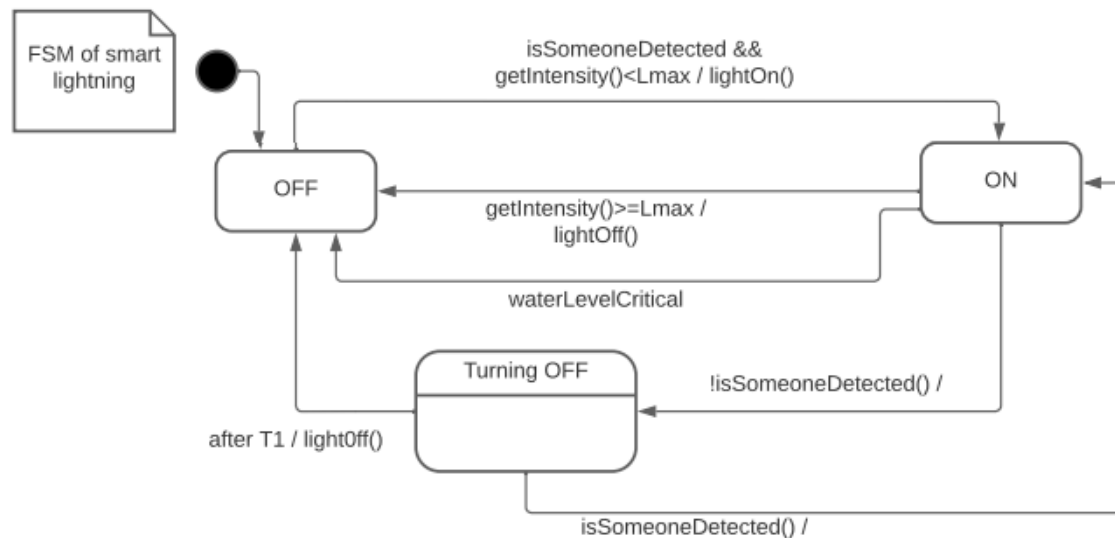 FSM of smart
lightning
isSomeoneDetected &&
getIntensity()<Lmax / lightOn()
OFF
ON
getIntensity()>=Lmax /
lightOff()
waterLevelCritical
Turning OFF
!isSomeoneDetected() /
after T1 / light0ff()
isSomeoneDetected() /